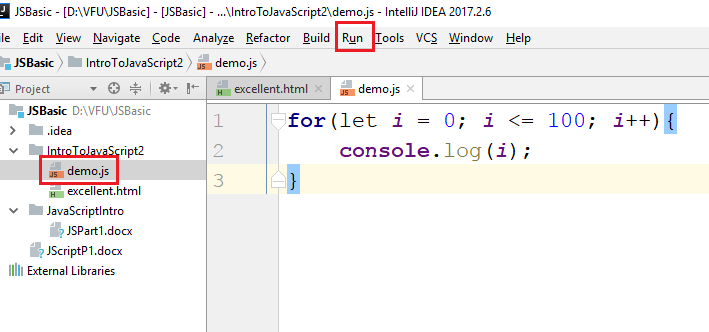 JSBasic - [D:\VFU\JSBasic] - [JSBasic] - ...\IntroToJavaScript2\demo.js - IntelliJ IDEA 2017.2.6
File Edit View Navigate Code Analyze Refactor Build Run Tools VCS Window Help
JSBasic IntroToJavaScript2 demo.js
Project
excellent.html demo.js
JSBasic D:\VFU\JSBasic
.idea
IntroToJavaScript2
demo.js
excellent.html
JavaScriptIntro
JSPart1.docx
JScriptP1.docx
External Libraries
1 for(let i = 0; i <= 100; i++){
2 console.log(i);
3 }